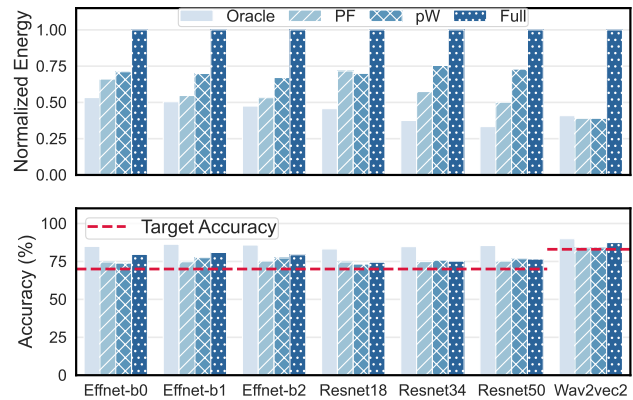 Oracle PF pW Full
Normalized Energy
1.00
0.75
0.50
0.25
0.00
Target Accuracy
Accuracy (%)
100
75
50
25
0
Effnet-b0 Effnet-b1 Effnet-b2 Resnet18 Resnet34 Resnet50 Wav2vec2